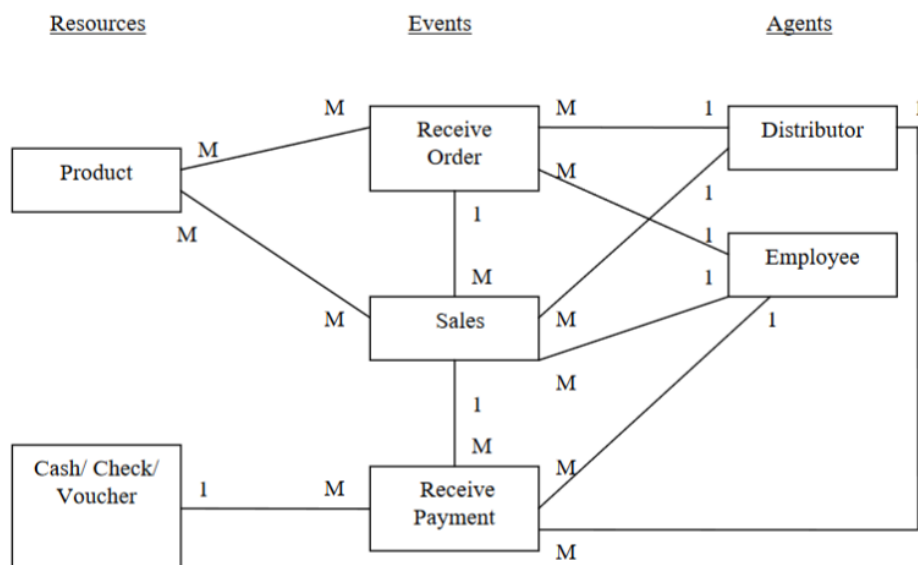 Resources Events Agents
M M 1 1
Receive
Order
Distributor
M
Product
M
1
1
M
1
Employee
M
1
M Sales M
1
M
1
M
Cash/ Check/
Voucher
M
1 M Receive
Payment
M